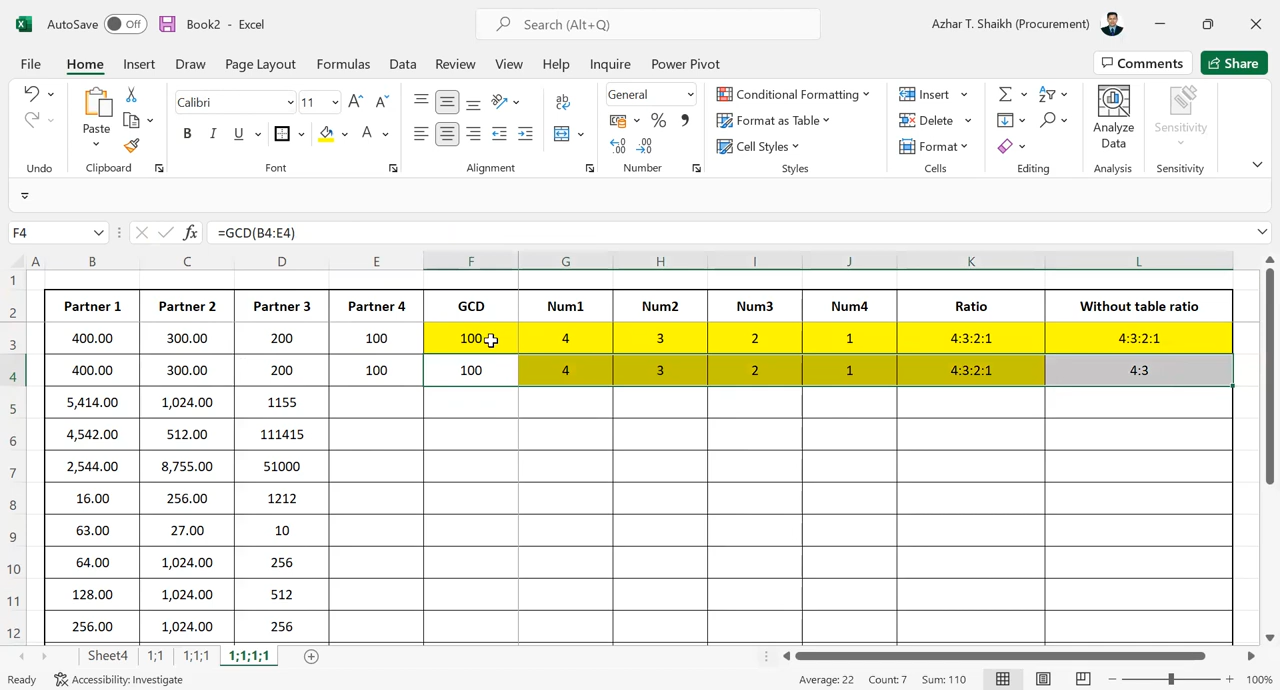 AutoSave Off Book2 - Excel Search (Alt+Q) Azhar T. Shaikh (Procurement)
File Home Insert Draw Page Layout Formulas Data Review View Help Inquire Power Pivot Comments Share
Paste
Calibri 11
B I U A
General
% ,
Conditional Formatting
Format as Table
Cell Styles
Insert
Delete
Format
Analyze
Data
Sensitivity
Undo Clipboard Font Alignment Number Styles Cells Editing Analysis Sensitivity
F4 fx =GCD(B4:E4)
A B C D E F G H I J K L
1
2 Partner 1 Partner 2 Partner 3 Partner 4 GCD Num1 Num2 Num3 Num4 Ratio Without table ratio
3 400.00 300.00 200 100 100 4 3 2 1 4:3:2:1 4:3:2:1
4 400.00 300.00 200 100 100 4 3 2 1 4:3:2:1 4:3
5 5,414.00 1,024.00 1155
6 4,542.00 512.00 111415
7 2,544.00 8,755.00 51000
8 16.00 256.00 1212
9 63.00 27.00 10
10 64.00 1,024.00 256
11 128.00 1,024.00 512
12 256.00 1,024.00 256
Sheet4 1;1 1;1;1 1;1;1;1
Ready Accessibility: Investigate Average: 22 Count: 7 Sum: 110 100%